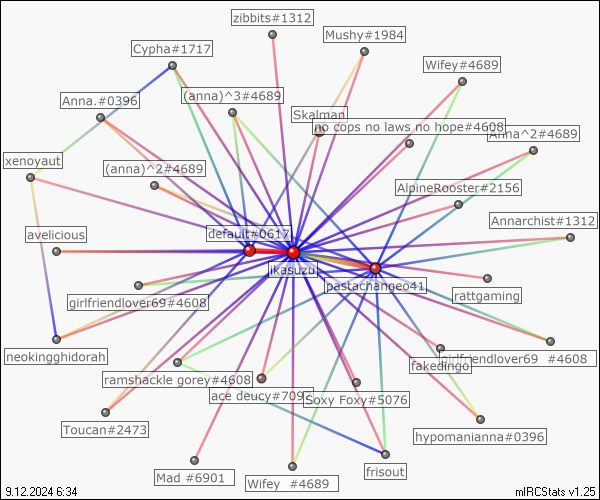 zibbits#1312
Mushy#1984
Cypha#1717
Wifey#4689
(anna)^3#4689
Anna.#0396
Skalman
no cops no laws no hope#4608
Anna^2#4689
xenoyaut
(anna)^2#4689
AlpineRooster#2156
Annarchist#1312
default#0617
avelicious
ikasuzu
pastachangeo41
rattgaming
girlfriendlover69#4608
neokingghidorah
girlfriendlover69 #4608
fakedingo
ramshackle gorey#4608
ace deucy#709
Soxy Foxy#5076
Toucan#2473
hypomanianna#0396
frisout
Mad #6901
Wifey #4689
9.12.2024 6:34
mIRCStats v1.25